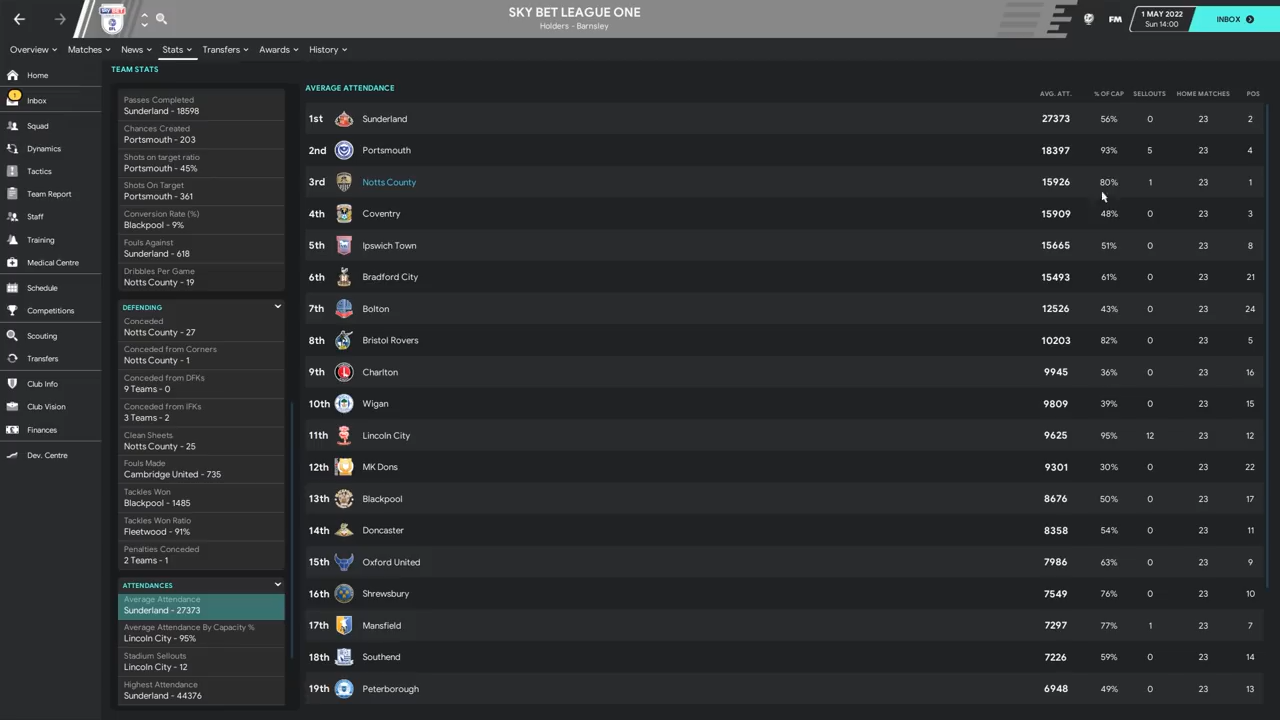 SKY BET LEAGUE ONE
Holders - Barnsley
1 MAY 2022
Sun 14:00
FM
INBOX
Overview
Matches
News
Stats
Transfers
Awards
History
Home
1
Inbox
Squad
Dynamics
Tactics
Team Report
Staff
Training
Medical Centre
Schedule
Competitions
Scouting
Transfers
Club Info
Club Vision
Finances
Dev. Centre
TEAM STATS
Passes Completed
Sunderland - 18598
Chances Created
Portsmouth - 203
Shots on target ratio
Portsmouth - 45%
Shots On Target
Portsmouth - 361
Conversion Rate (%)
Blackpool - 9%
Fouls Against
Sunderland - 618
Dribbles Per Game
Notts County - 19
DEFENDING
Conceded
Notts County - 27
Conceded from Corners
Notts County - 1
Conceded from DFKs
9 Teams - 0
Conceded from IFKs
3 Teams - 2
Clean Sheets
Notts County - 25
Fouls Made
Cambridge United - 735
Tackles Won
Blackpool - 1485
Tackles Won Ratio
Fleetwood - 91%
Penalties Conceded
2 Teams - 1
ATTENDANCES
Average Attendance
Sunderland - 27373
Average Attendance By Capacity %
Lincoln City - 95%
Stadium Sellouts
Lincoln City - 12
Highest Attendance
Sunderland - 44376
AVERAGE ATTENDANCE
AVG. ATT. % OF CAP SELLOUTS HOME MATCHES POS
1st Sunderland 27373 56% 0 23 2
2nd Portsmouth 18397 93% 5 23 4
3rd Notts County 15926 80% 1 23 1
4th Coventry 15909 48% 0 23 3
5th Ipswich Town 15665 51% 0 23 8
6th Bradford City 15493 61% 0 23 21
7th Bolton 12526 43% 0 23 24
8th Bristol Rovers 10203 82% 0 23 5
9th Charlton 9945 36% 0 23 16
10th Wigan 9809 39% 0 23 15
11th Lincoln City 9625 95% 12 23 12
12th MK Dons 9301 30% 0 23 22
13th Blackpool 8676 50% 0 23 17
14th Doncaster 8358 54% 0 23 11
15th Oxford United 7986 63% 0 23 9
16th Shrewsbury 7549 76% 0 23 10
17th Mansfield 7297 77% 1 23 7
18th Southend 7226 59% 0 23 14
19th Peterborough 6948 49% 0 23 13